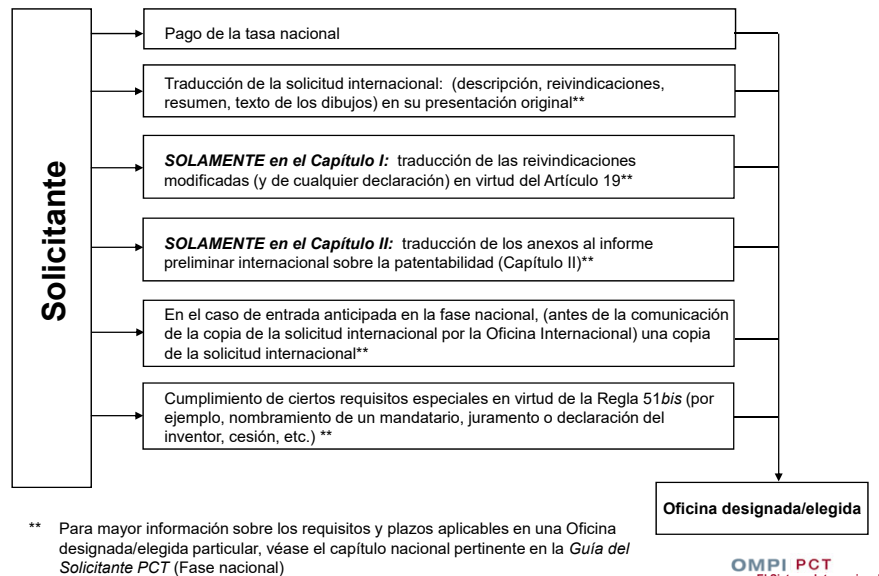 Solicitante
Pago de la tasa nacional
Traducción de la solicitud internacional: (descripción, reivindicaciones,
resumen, texto de los dibujos) en su presentación original**
SOLAMENTE en el Capítulo I: traducción de las reivindicaciones
modificadas (y de cualquier declaración) en virtud del Artículo 19**
SOLAMENTE en el Capítulo II: traducción de los anexos al informe
preliminar internacional sobre la patentabilidad (Capítulo II)**
En el caso de entrada anticipada en la fase nacional, (antes de la comunicación
de la copia de la solicitud internacional por la Oficina Internacional) una copia
de la solicitud internacional**
Cumplimiento de ciertos requisitos especiales en virtud de la Regla 51bis (por
ejemplo, nombramiento de un mandatario, juramento o declaración del
inventor, cesión, etc.) **
Oficina designada/elegida
** Para mayor información sobre los requisitos y plazos aplicables en una Oficina
designada/elegida particular, véase el capítulo nacional pertinente en la Guía del
Solicitante PCT (Fase nacional)
OMPI PCT